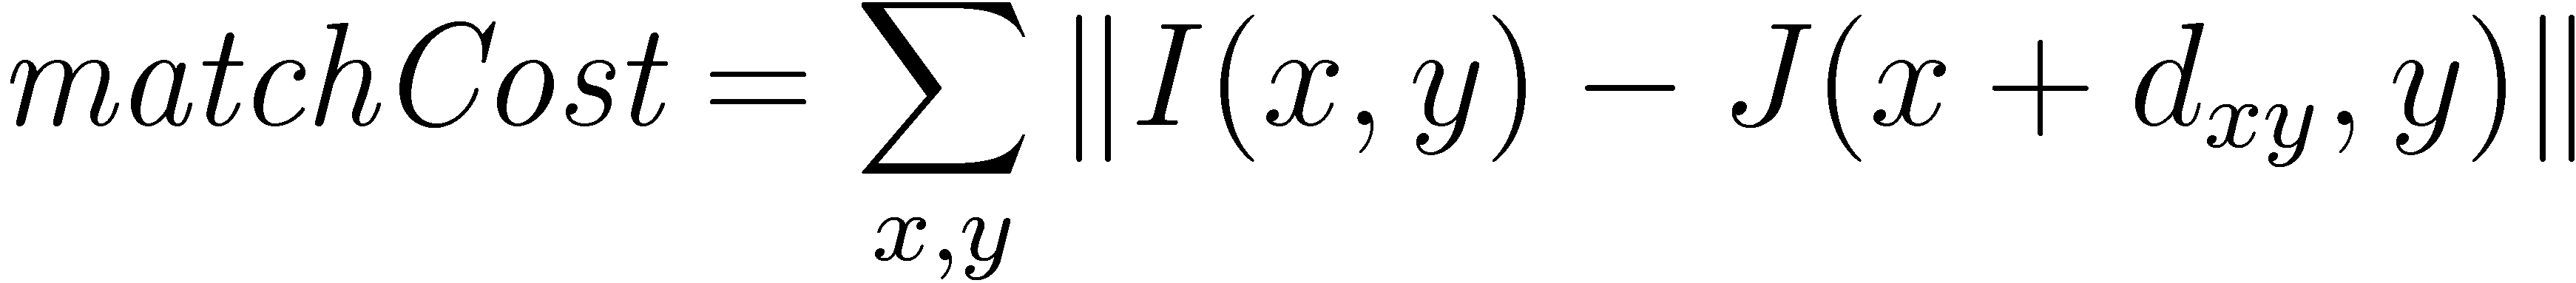 matchCost = ∑_{x,y} ‖I(x, y) − J(x + d_{xy}, y)‖